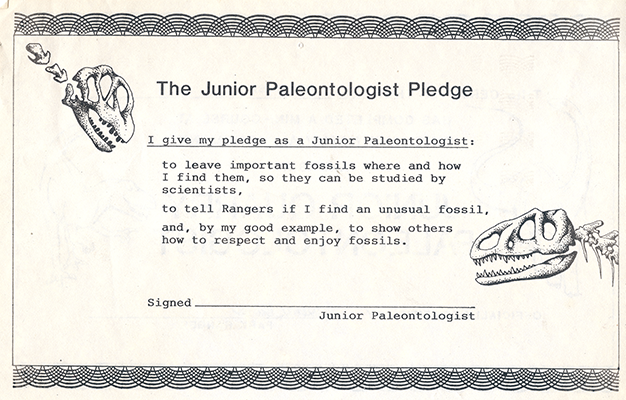 The Junior Paleontologist Pledge
I give my pledge as a Junior Paleontologist:
to leave important fossils where and how
I find them, so they can be studied by
scientists,
to tell Rangers if I find an unusual fossil,
and, by my good example, to show others
how to respect and enjoy fossils.
Signed
Junior Paleontologist